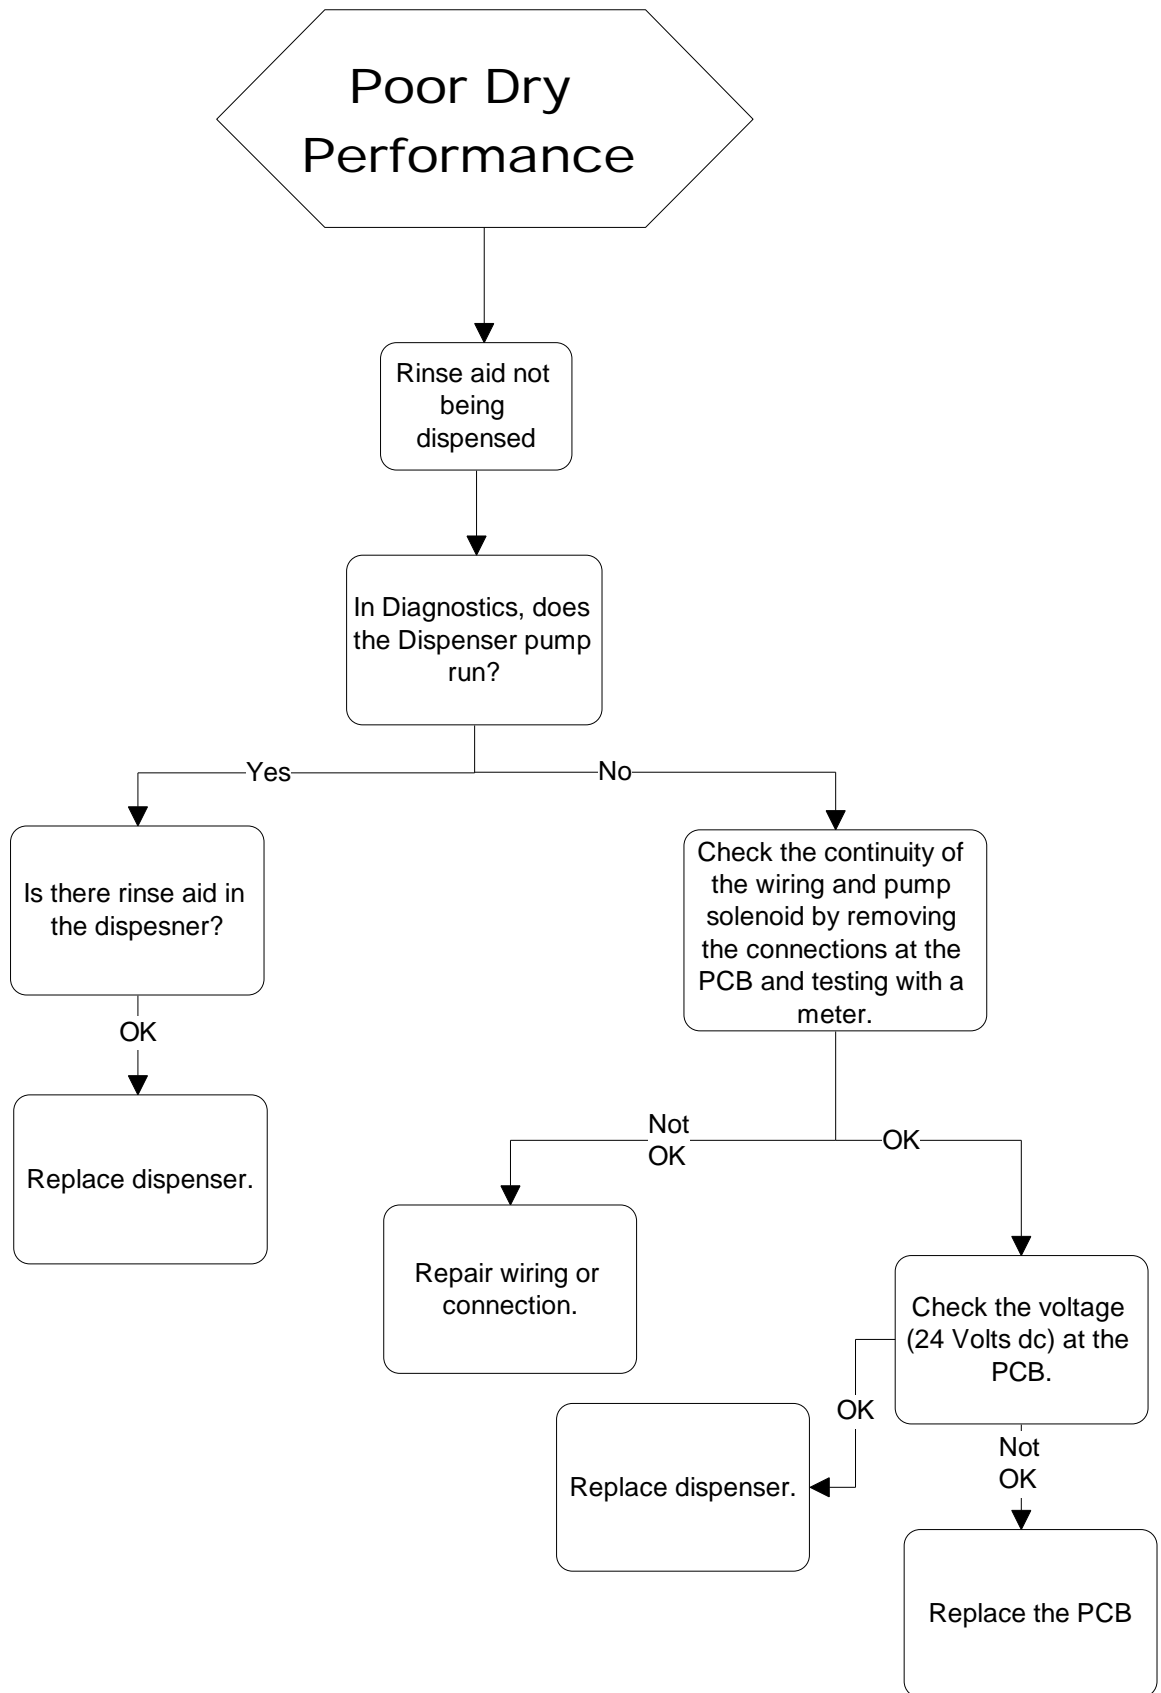 Poor Dry
Performance
Rinse aid not
being
dispensed
In Diagnostics, does
the Dispenser pump
run?
Yes
No
Is there rinse aid in
the dispesner?
Check the continuity of
the wiring and pump
solenoid by removing
the connections at the
PCB and testing with a
meter.
OK
Replace dispenser.
Not
OK
OK
Repair wiring or
connection.
Check the voltage
(24 Volts dc) at the
PCB.
OK
Not
OK
Replace dispenser.
Replace the PCB